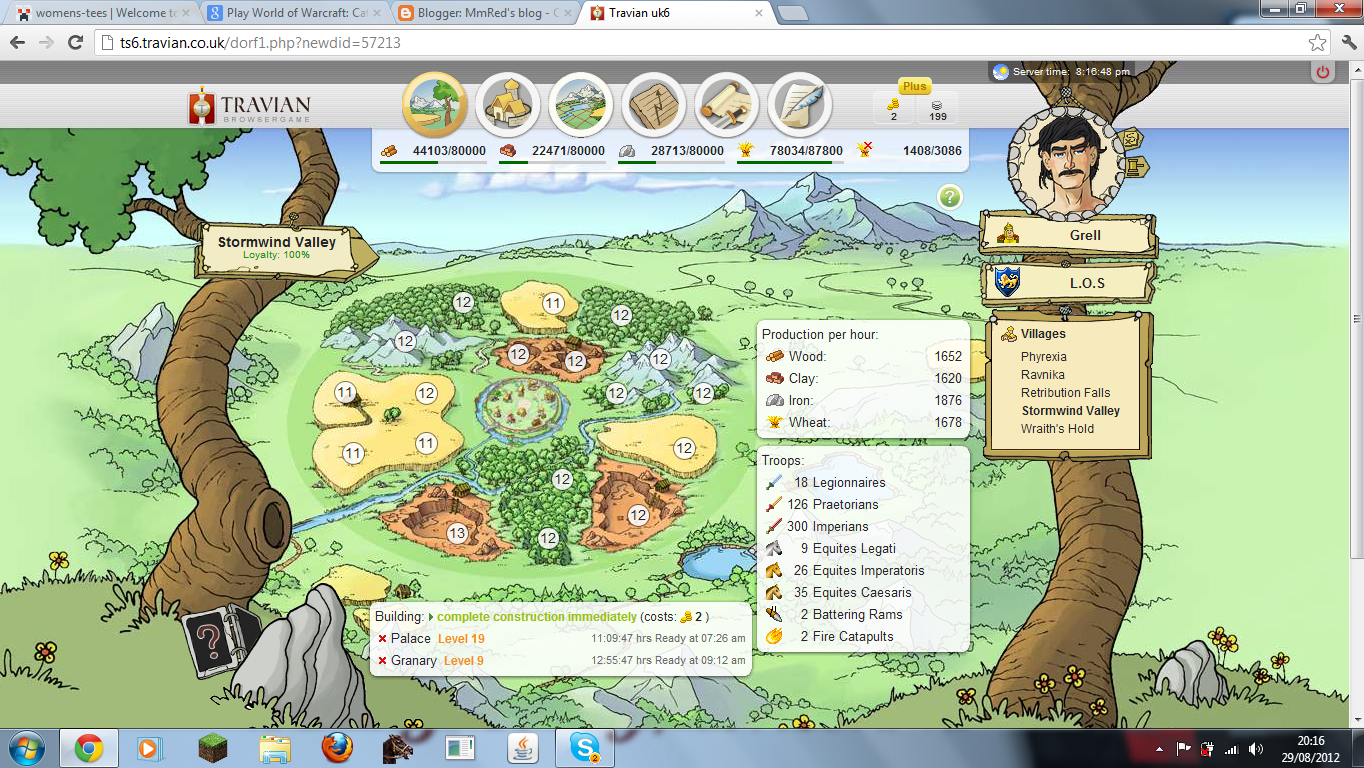 womens-tees | Welcome to
Play World of Warcraft: Cat
Blogger: MmRed's blog - C
Travian uk6
ts6.travian.co.uk/dorf1.php?newdid=57213
Server time: 8:16:48 pm
TRAVIAN
BROWSERGAME
Plus
2
199
44103/80000
22471/80000
28713/80000
78034/87800
1408/3086
?
Stormwind Valley
Loyalty: 100%
Grell
L.O.S
Villages
Phyrexia
Ravnika
Retribution Falls
Stormwind Valley
Wraith's Hold
12
11
12
12
12
12
12
12
12
11
12
11
11
12
12
12
13
12
Production per hour:
Wood: 1652
Clay: 1620
Iron: 1876
Wheat: 1678
Troops:
18 Legionnaires
126 Praetorians
300 Imperians
9 Equites Legati
26 Equites Imperatoris
35 Equites Caesaris
2 Battering Rams
2 Fire Catapults
Building: complete construction immediately (costs: 2 )
Palace Level 19 11:09:47 hrs Ready at 07:26 am
Granary Level 9 12:55:47 hrs Ready at 09:12 am
?
2
20:16
29/08/2012